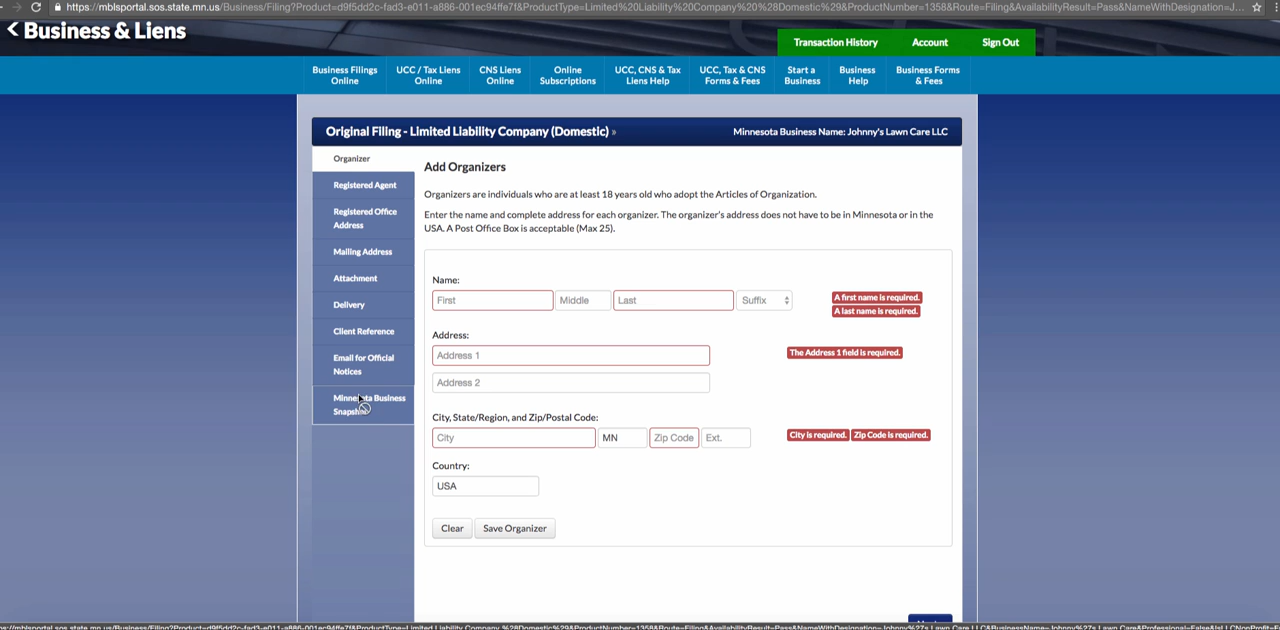 https://mblsportal.sos.state.mn.us/Business/Filing?Product=d9f5dd2c-fad3-e011-a886-001ec94ffe7f&ProductType=Limited%20Liability%20Company%20%28Domestic%29&ProductNumber=1358&Route=Filing&AvailabilityResult=Pass&NameWithDesignation=J...
< Business & Liens
Transaction History Account Sign Out
Business Filings Online
UCC / Tax Liens Online
CNS Liens Online
Online Subscriptions
UCC, CNS & Tax Liens Help
UCC, Tax & CNS Forms & Fees
Start a Business
Business Help
Business Forms & Fees
Original Filing - Limited Liability Company (Domestic) »
Minnesota Business Name: Johnny's Lawn Care LLC
Organizer
Registered Agent
Registered Office
Address
Mailing Address
Attachment
Delivery
Client Reference
Email for Official
Notices
Minnesota Business
Snapshot
Add Organizers
Organizers are individuals who are at least 18 years old who adopt the Articles of Organization.
Enter the name and complete address for each organizer. The organizer's address does not have to be in Minnesota or in the
USA. A Post Office Box is acceptable (Max 25).
Name:
First Middle Last Suffix
A first name is required.
A last name is required.
Address:
Address 1
The Address 1 field is required.
Address 2
City, State/Region, and Zip/Postal Code:
City MN Zip Code Ext.
City is required. Zip Code is required.
Country:
USA
Clear Save Organizer